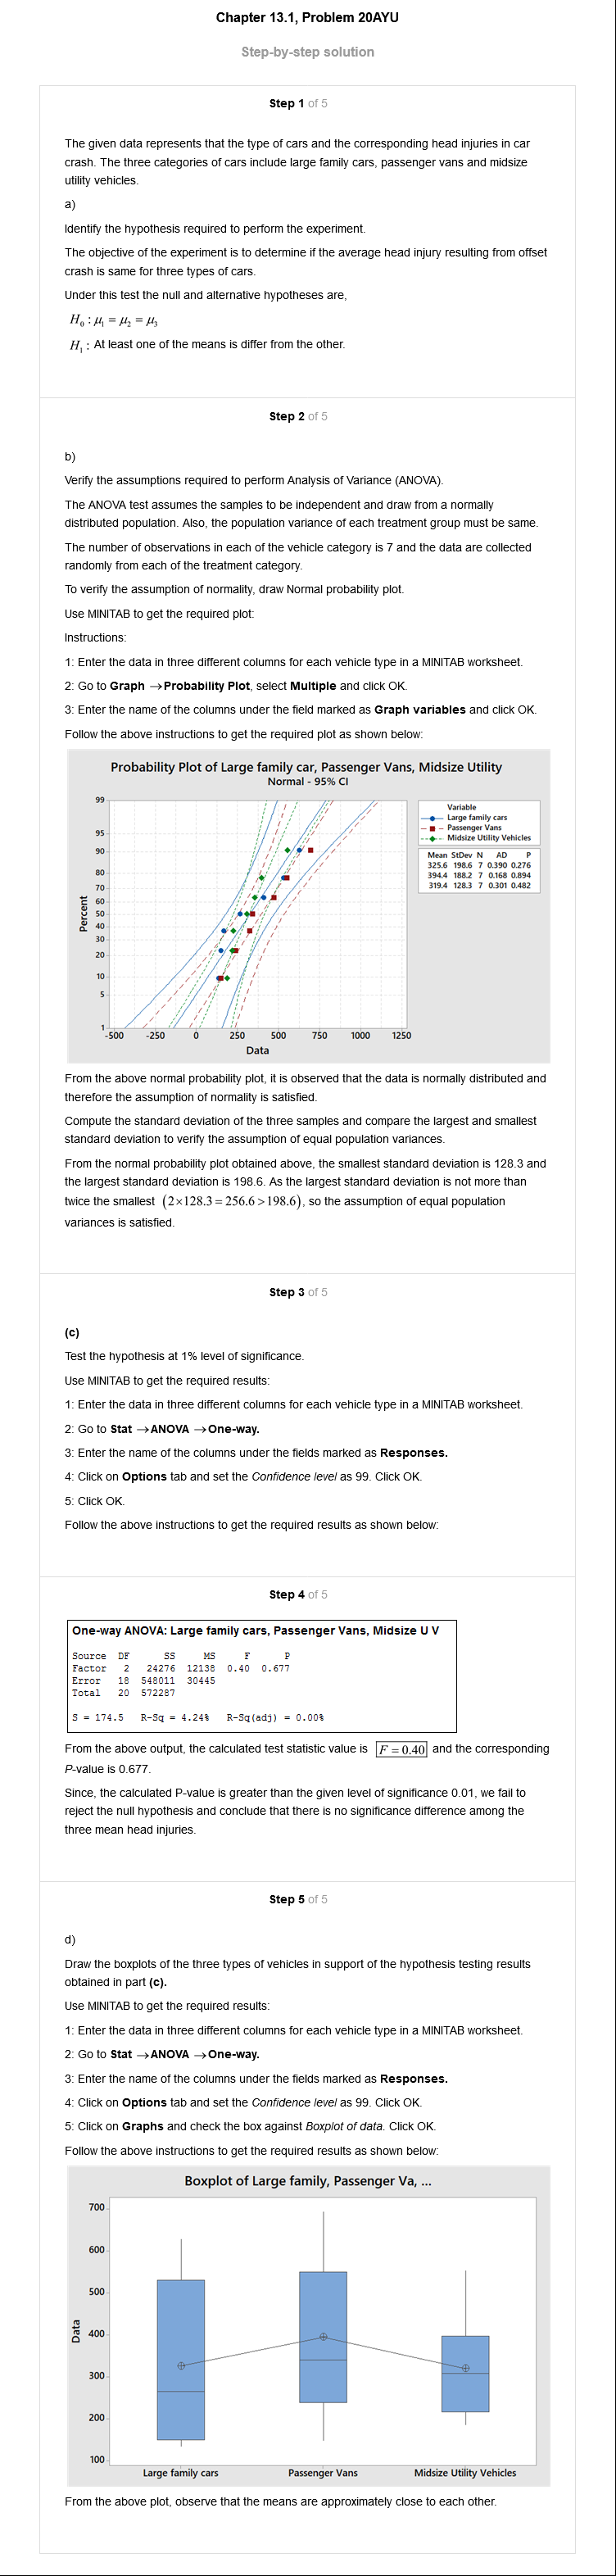 Chapter 13.1, Problem 20AYU
Step-by-step solution
Step 1 of 5
The given data represents that the type of cars and the corresponding head injuries in car
crash. The three categories of cars include large family cars, passenger vans and midsize
utility vehicles.
a)
Identify the hypothesis required to perform the experiment.
The objective of the experiment is to determine if the average head injury resulting from offset
crash is same for three types of cars.
Under this test the null and alternative hypotheses are,
H₀ : μ₁ = μ₂ = μ₃
H₁ : At least one of the means is differ from the other.
Step 2 of 5
b)
Verify the assumptions required to perform Analysis of Variance (ANOVA).
The ANOVA test assumes the samples to be independent and draw from a normally
distributed population. Also, the population variance of each treatment group must be same.
The number of observations in each of the vehicle category is 7 and the data are collected
randomly from each of the treatment category.
To verify the assumption of normality, draw Normal probability plot.
Use MINITAB to get the required plot:
Instructions:
1: Enter the data in three different columns for each vehicle type in a MINITAB worksheet.
2: Go to Graph →Probability Plot, select Multiple and click OK.
3: Enter the name of the columns under the field marked as Graph variables and click OK.
Follow the above instructions to get the required plot as shown below:
Probability Plot of Large family car, Passenger Vans, Midsize Utility
Normal - 95% CI
99
95
90
80
70
60
50
40
30
20
10
5
1
Percent
-500 -250 0 250 500 750 1000 1250
Data
Variable
Large family cars
Passenger Vans
Midsize Utility Vehicles
Mean StDev N AD P
325.6 198.6 7 0.390 0.276
394.4 188.2 7 0.168 0.894
319.4 128.3 7 0.301 0.482
From the above normal probability plot, it is observed that the data is normally distributed and
therefore the assumption of normality is satisfied.
Compute the standard deviation of the three samples and compare the largest and smallest
standard deviation to verify the assumption of equal population variances.
From the normal probability plot obtained above, the smallest standard deviation is 128.3 and
the largest standard deviation is 198.6. As the largest standard deviation is not more than
twice the smallest (2×128.3 = 256.6 > 198.6), so the assumption of equal population
variances is satisfied.
Step 3 of 5
(c)
Test the hypothesis at 1% level of significance.
Use MINITAB to get the required results:
1: Enter the data in three different columns for each vehicle type in a MINITAB worksheet.
2: Go to Stat →ANOVA →One-way.
3: Enter the name of the columns under the fields marked as Responses.
4: Click on Options tab and set the Confidence level as 99. Click OK.
5: Click OK.
Follow the above instructions to get the required results as shown below:
Step 4 of 5
One-way ANOVA: Large family cars, Passenger Vans, Midsize U V
Source DF SS MS F P
Factor 2 24276 12138 0.40 0.677
Error 18 548011 30445
Total 20 572287
S = 174.5 R-Sq = 4.24% R-Sq(adj) = 0.00%
From the above output, the calculated test statistic value is F = 0.40 and the corresponding
P-value is 0.677.
Since, the calculated P-value is greater than the given level of significance 0.01, we fail to
reject the null hypothesis and conclude that there is no significance difference among the
three mean head injuries.
Step 5 of 5
d)
Draw the boxplots of the three types of vehicles in support of the hypothesis testing results
obtained in part (c).
Use MINITAB to get the required results:
1: Enter the data in three different columns for each vehicle type in a MINITAB worksheet.
2: Go to Stat →ANOVA →One-way.
3: Enter the name of the columns under the fields marked as Responses.
4: Click on Options tab and set the Confidence level as 99. Click OK.
5: Click on Graphs and check the box against Boxplot of data. Click OK.
Follow the above instructions to get the required results as shown below:
Boxplot of Large family, Passenger Va, ...
700
600
500
400
300
200
100
Data
Large family cars Passenger Vans Midsize Utility Vehicles
From the above plot, observe that the means are approximately close to each other.